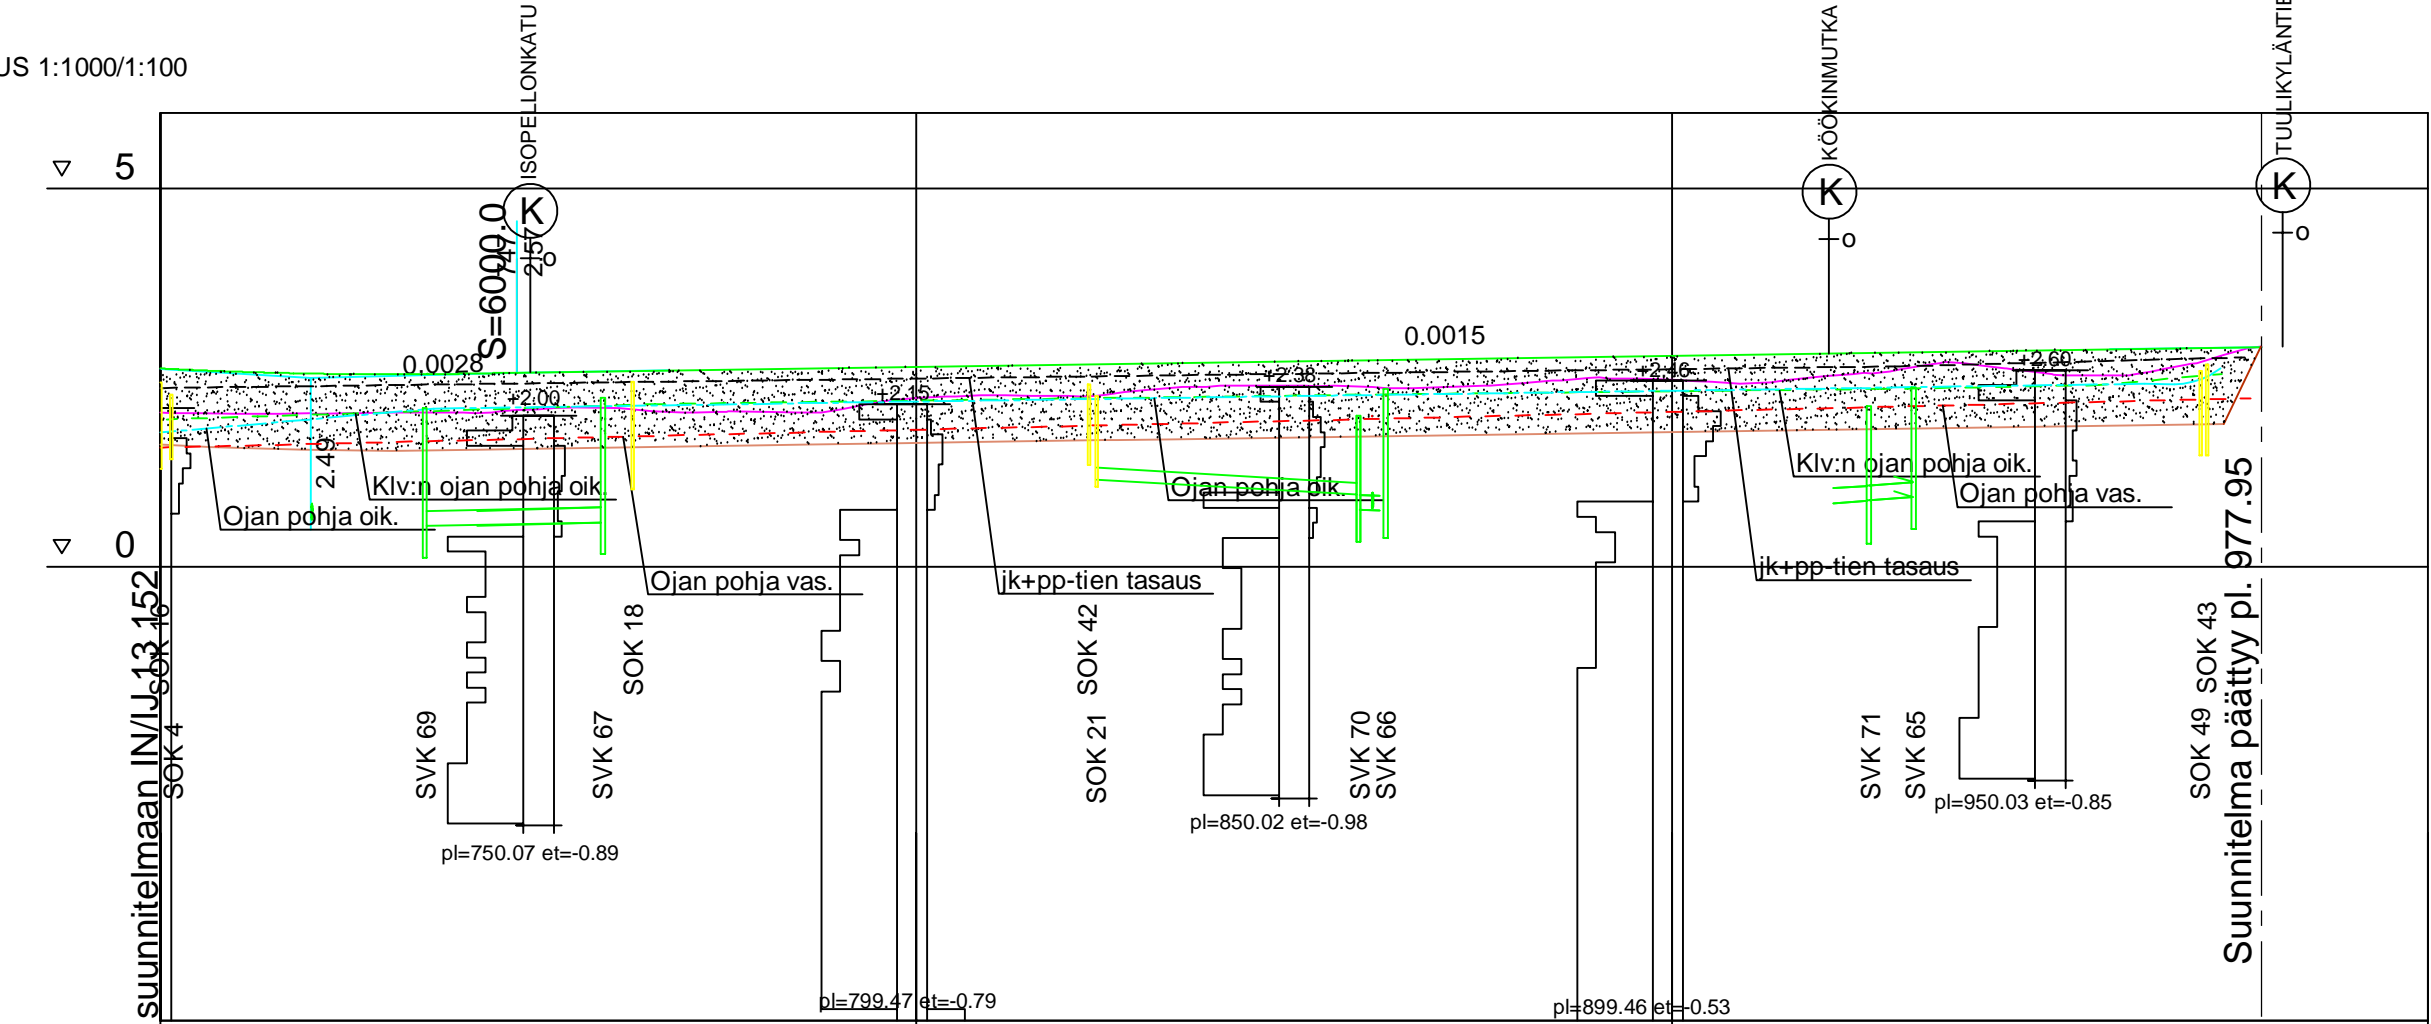 US 1:1000/1:100
ISOPELLONKATU
KÖÖKINMUTKA
TUULIKYLÄNTIE
5
K
K
K
S=6000.0
747.0
2.57
o
o
o
0.0028
0.0015
+2.00
+2.15
+2.38
+2.46
+2.60
2.49
Klv:n ojan pohja oik.
Ojan pohja oik.
Ojan pohja oik.
Klv:n ojan pohja oik.
Ojan pohja vas.
0
Ojan pohja vas.
jk+pp-tien tasaus
jk+pp-tien tasaus
suunnitelmaan IN/IJ 13 152
SOK 16
SOK 4
SVK 69
SVK 67
SOK 18
SOK 42
SOK 21
SVK 70
SVK 66
SVK 71
SVK 65
SOK 49
SOK 43
Suunnitelma päättyy pl. 977.95
pl=750.07 et=-0.89
pl=850.02 et=-0.98
pl=950.03 et=-0.85
pl=799.47 et=-0.79
pl=899.46 et=-0.53